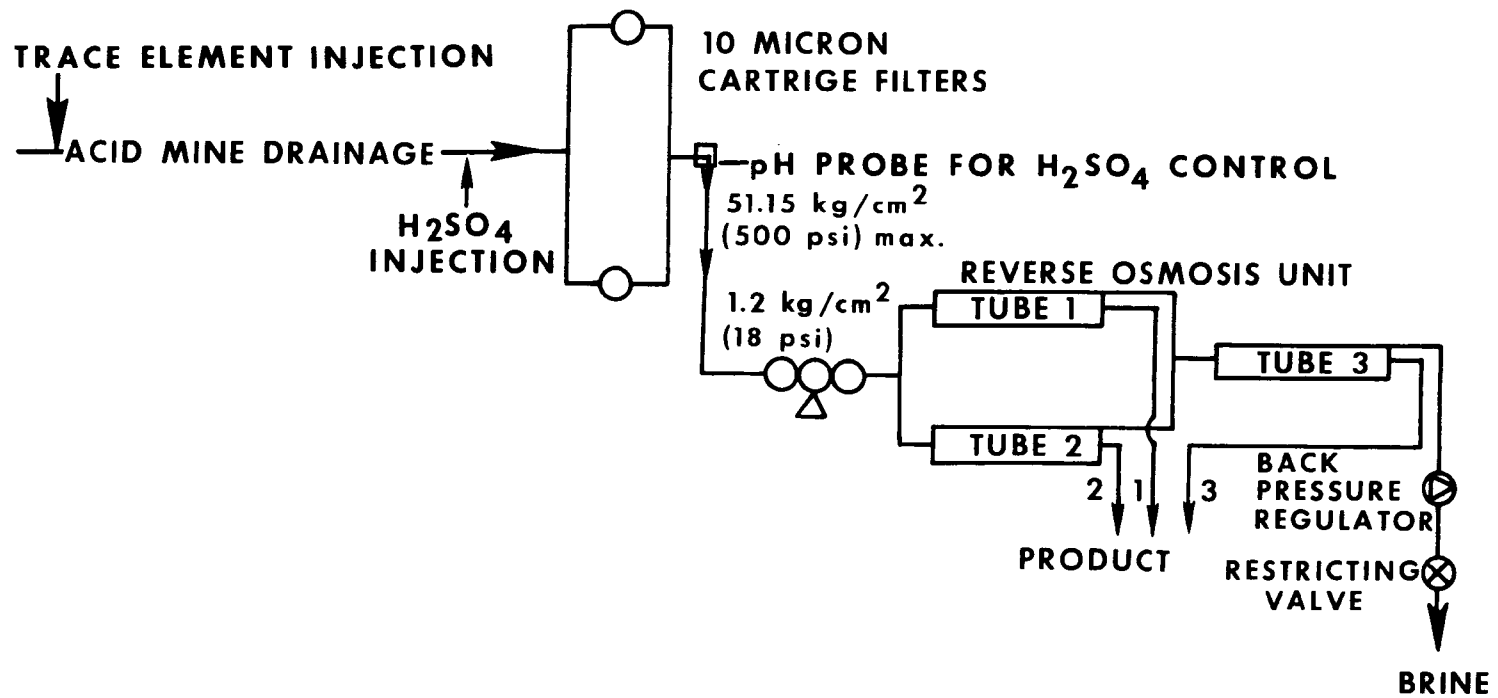 TRACE ELEMENT INJECTION
ACID MINE DRAINAGE
H2SO4
INJECTION
10 MICRON
CARTRIGE FILTERS
pH PROBE FOR H2SO4 CONTROL
51.15 kg/cm2
(500 psi) max.
1.2 kg/cm2
(18 psi)
REVERSE OSMOSIS UNIT
TUBE 1
TUBE 2
TUBE 3
2 1 3
PRODUCT
BACK
PRESSURE
REGULATOR
RESTRICTING
VALVE
BRINE